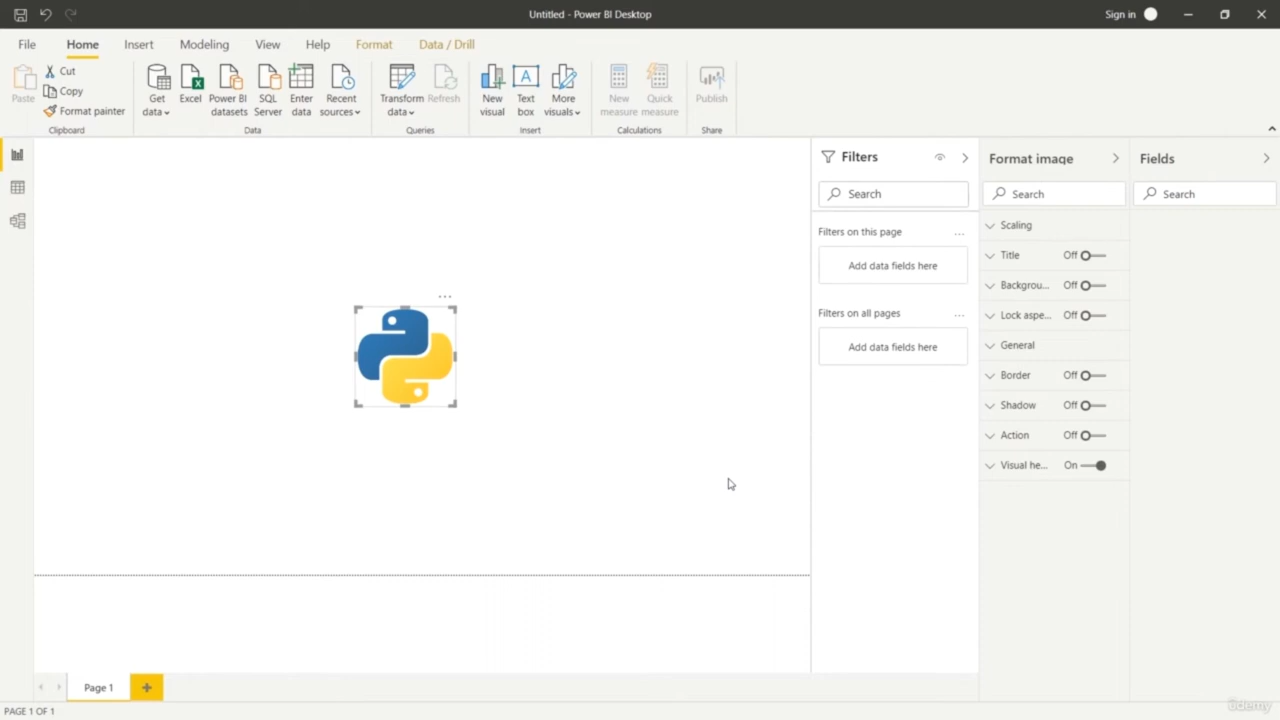 Untitled - Power BI Desktop
Sign in
File Home Insert Modeling View Help Format Data / Drill
Paste
Cut
Copy
Format painter
Clipboard
Get data
Excel
Power BI datasets
SQL Server
Enter data
Recent sources
Data
Transform data
Refresh
Queries
New visual
Text box
More visuals
Insert
New measure
Quick measure
Calculations
Publish
Share
Filters
Search
Filters on this page ...
Add data fields here
Filters on all pages ...
Add data fields here
Format image
Search
Scaling
Title Off
Backgrou... Off
Lock aspe... Off
General
Border Off
Shadow Off
Action Off
Visual he... On
Fields
Search
Page 1
PAGE 1 OF 1
ûdemy